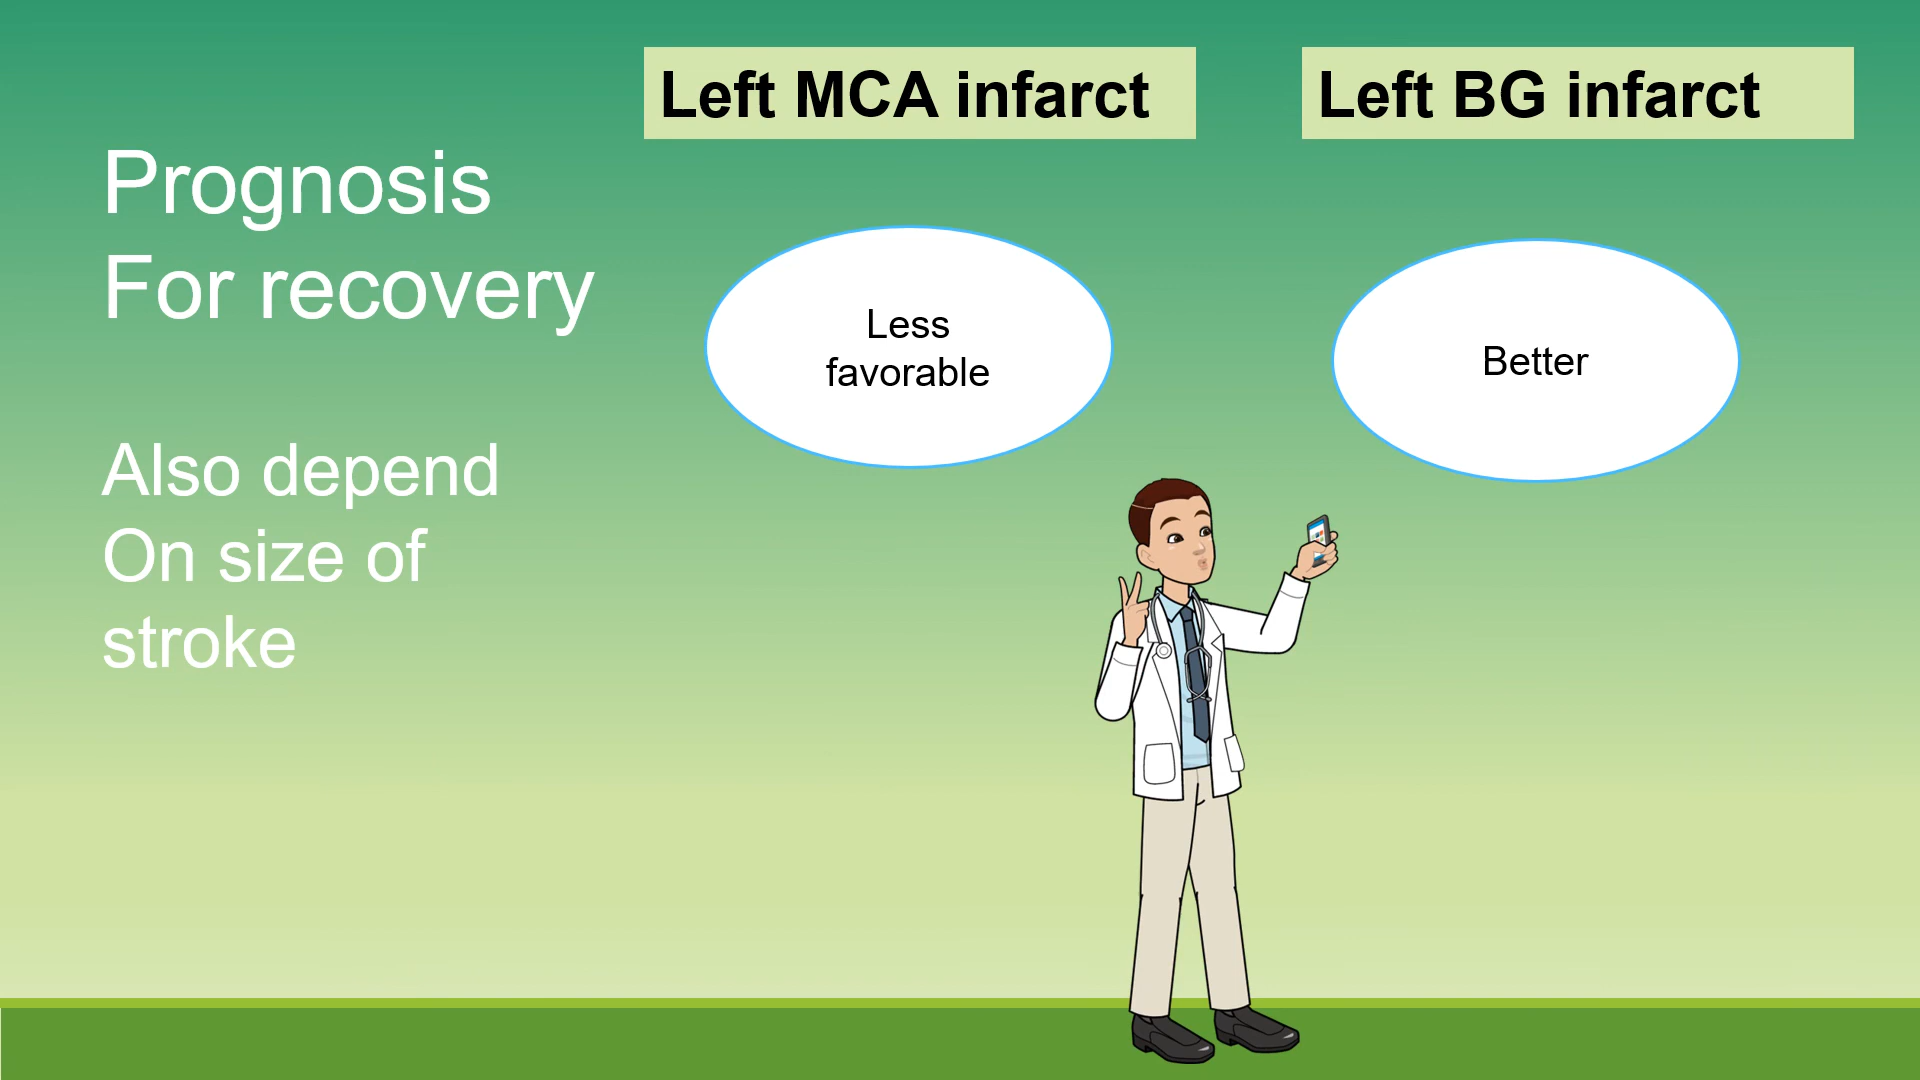 Left MCA infarct
Left BG infarct
Prognosis
For recovery
Less
favorable
Better
Also depend
On size of
stroke